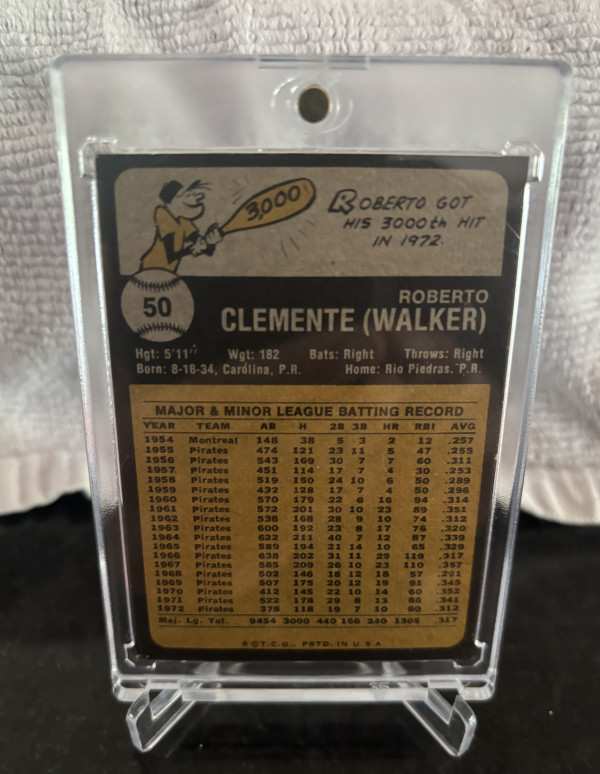 3,000
ROBERTO GOT
HIS 3000th HIT
IN 1972.
50
ROBERTO
CLEMENTE (WALKER)
Hgt: 5'11" Wgt: 182 Bats: Right Throws: Right
Born: 8-18-34, Carolina, P.R. Home: Rio Piedras, P.R.
MAJOR & MINOR LEAGUE BATTING RECORD
YEAR TEAM AB H 2B 3B HR RBI AVG
1954 Montreal 148 38 5 3 2 12 .257
1955 Pirates 474 121 23 11 5 47 .255
1956 Pirates 543 169 30 7 7 60 .311
1957 Pirates 451 114 17 7 4 30 .253
1958 Pirates 519 150 24 10 6 50 .289
1959 Pirates 432 128 17 7 4 50 .296
1960 Pirates 570 179 22 6 16 94 .314
1961 Pirates 572 201 30 10 23 89 .351
1962 Pirates 538 168 28 9 10 74 .312
1963 Pirates 600 192 23 8 17 76 .320
1964 Pirates 622 211 40 7 12 87 .339
1965 Pirates 589 194 21 14 10 65 .329
1966 Pirates 638 202 31 11 29 119 .317
1967 Pirates 585 209 26 10 23 110 .357
1968 Pirates 502 146 18 12 18 57 .291
1969 Pirates 507 175 20 12 19 91 .345
1970 Pirates 412 145 22 10 14 60 .352
1971 Pirates 522 178 29 8 13 86 .341
1972 Pirates 378 118 19 7 10 60 .312
Maj. Lg. Tot. 9454 3000 440 166 240 1305 .317
©T.C.G., PRTD. IN U.S.A.